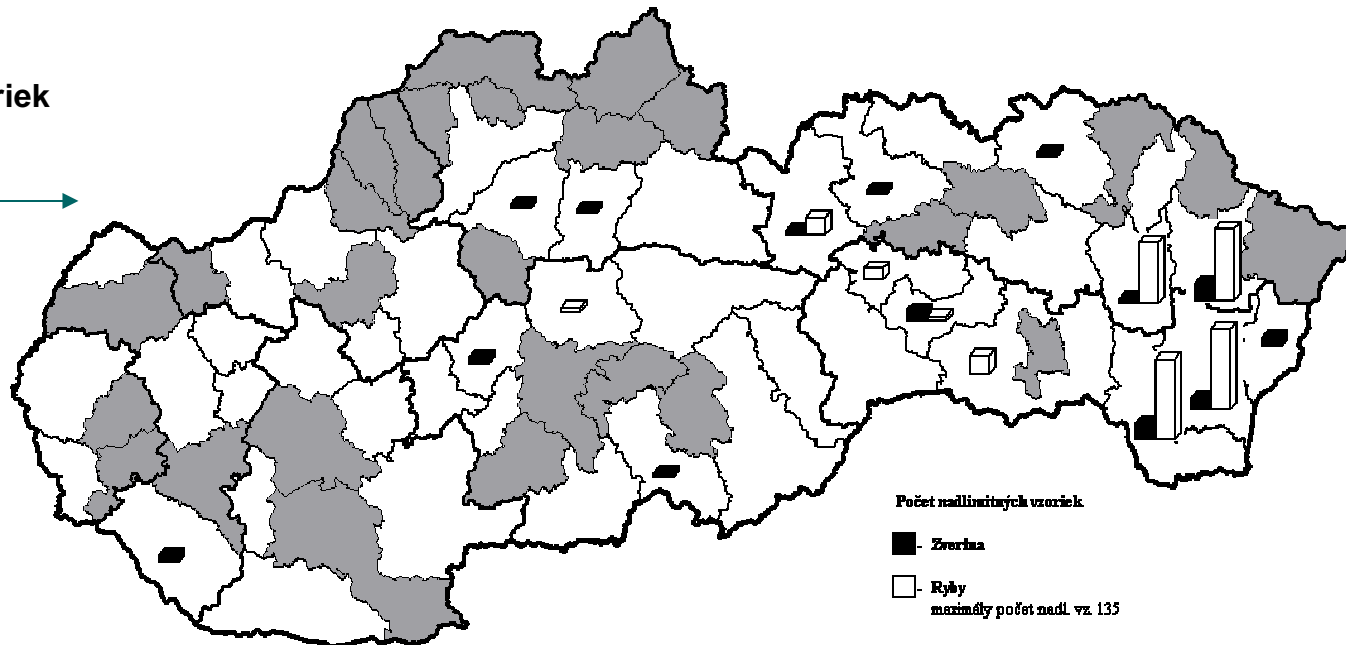 riek
Počet nadlimitných vzoriek
- Zverina
- Ryby
maximály počet nadl. vz. 135